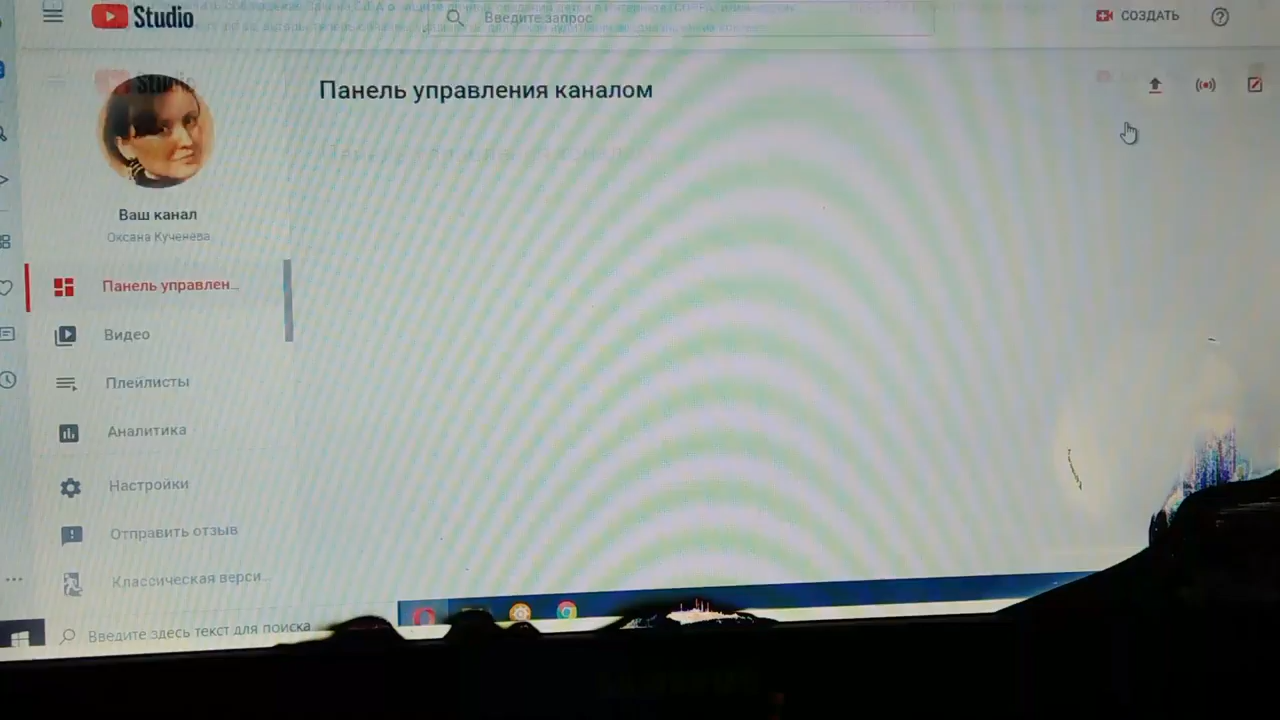 Studio
Введите запрос
СОЗДАТЬ
Панель управления каналом
Ваш канал
Оксана Кученева
Панель управлен...
Видео
Плейлисты
Аналитика
Настройки
Отправить отзыв
Классическая верси...
Введите здесь текст для поиска